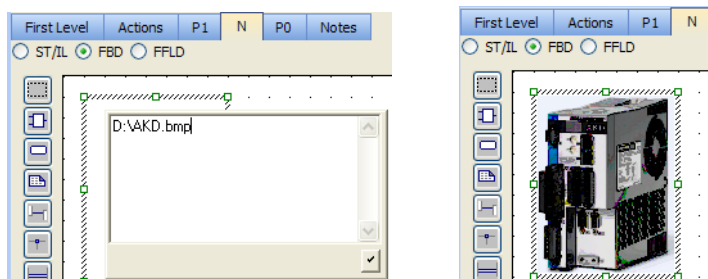 First Level Actions P1 N P0 Notes
ST/IL FBD FFLD
D:\AKD.bmp
First Level Actions P1 N
ST/IL FBD FFLD
AKD